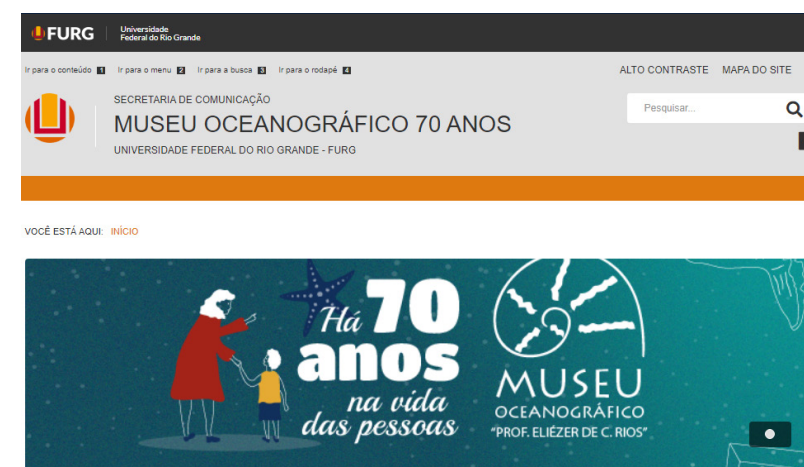 FURG
Universidade
Federal do Rio Grande
Ir para o conteúdo 1 Ir para o menu 2 Ir para a busca 3 Ir para o rodapé 4
ALTO CONTRASTE MAPA DO SITE
SECRETARIA DE COMUNICAÇÃO
MUSEU OCEANOGRÁFICO 70 ANOS
UNIVERSIDADE FEDERAL DO RIO GRANDE - FURG
Pesquisar...
VOCÊ ESTÁ AQUI: INÍCIO
Há 70
anos
na vida
das pessoas
MUSEU
OCEANOGRÁFICO
"PROF. ELIÉZER DE C. RIOS"